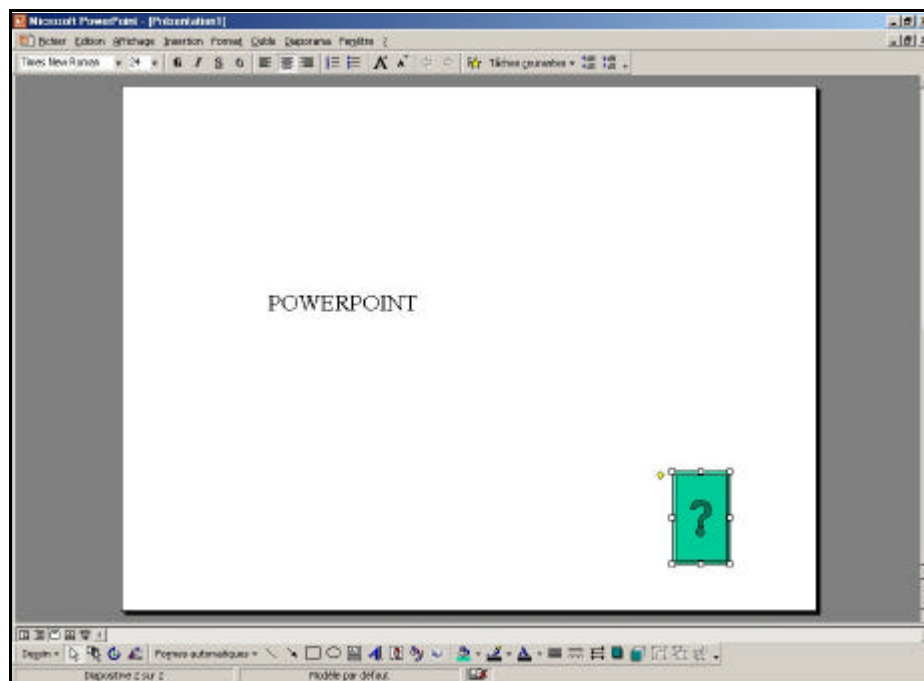 Microsoft PowerPoint - [Présentation1]
Fichier Edition Affichage Insertion Format Outils Diaporama Fenêtre ?
Times New Roman 24 G I S Tâches courantes
POWERPOINT
?
Dessin Formes automatiques
Diapositive 2 sur 2 Modèle par défaut